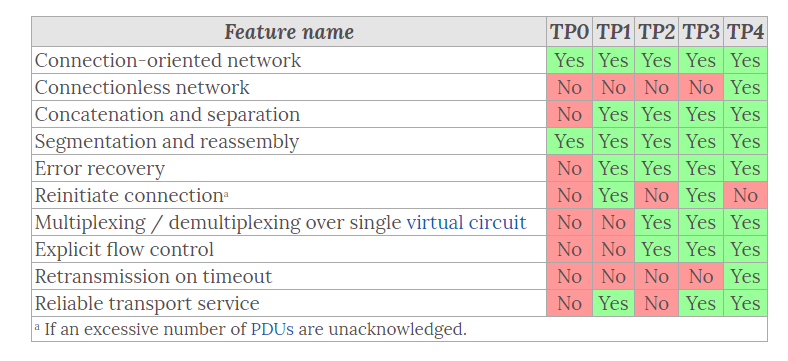 Feature name TP0 TP1 TP2 TP3 TP4
Connection-oriented network Yes Yes Yes Yes Yes
Connectionless network No No No No Yes
Concatenation and separation No Yes Yes Yes Yes
Segmentation and reassembly Yes Yes Yes Yes Yes
Error recovery No Yes Yes Yes Yes
Reinitiate connectionᵃ No Yes No Yes No
Multiplexing / demultiplexing over single virtual circuit No No Yes Yes Yes
Explicit flow control No No Yes Yes Yes
Retransmission on timeout No No No No Yes
Reliable transport service No Yes No Yes Yes
ᵃ If an excessive number of PDUs are unacknowledged.